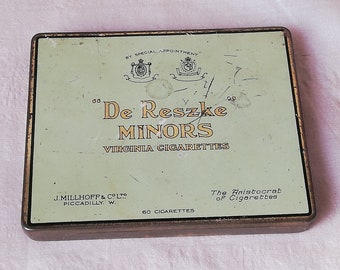 BY SPECIAL APPOINTMENT
"De Reszke"
MINORS
VIRGINIA CIGARETTES
J. MILLHOFF & Co LTD
PICCADILLY. W.
The Aristocrat
of Cigarettes
60 CIGARETTES